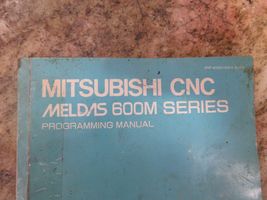 MITSUBISHI CNC
MELDAS 600M SERIES
PROGRAMMING MANUAL